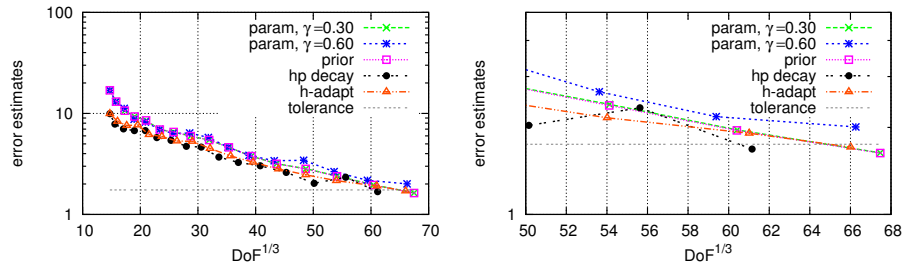 100
10
1
error estimates
10 20 30 40 50 60 70
DoF^1/3
param, γ=0.30
param, γ=0.60
prior
hp decay
h-adapt
tolerance
1
error estimates
50 52 54 56 58 60 62 64 66 68
DoF^1/3
param, γ=0.30
param, γ=0.60
prior
hp decay
h-adapt
tolerance